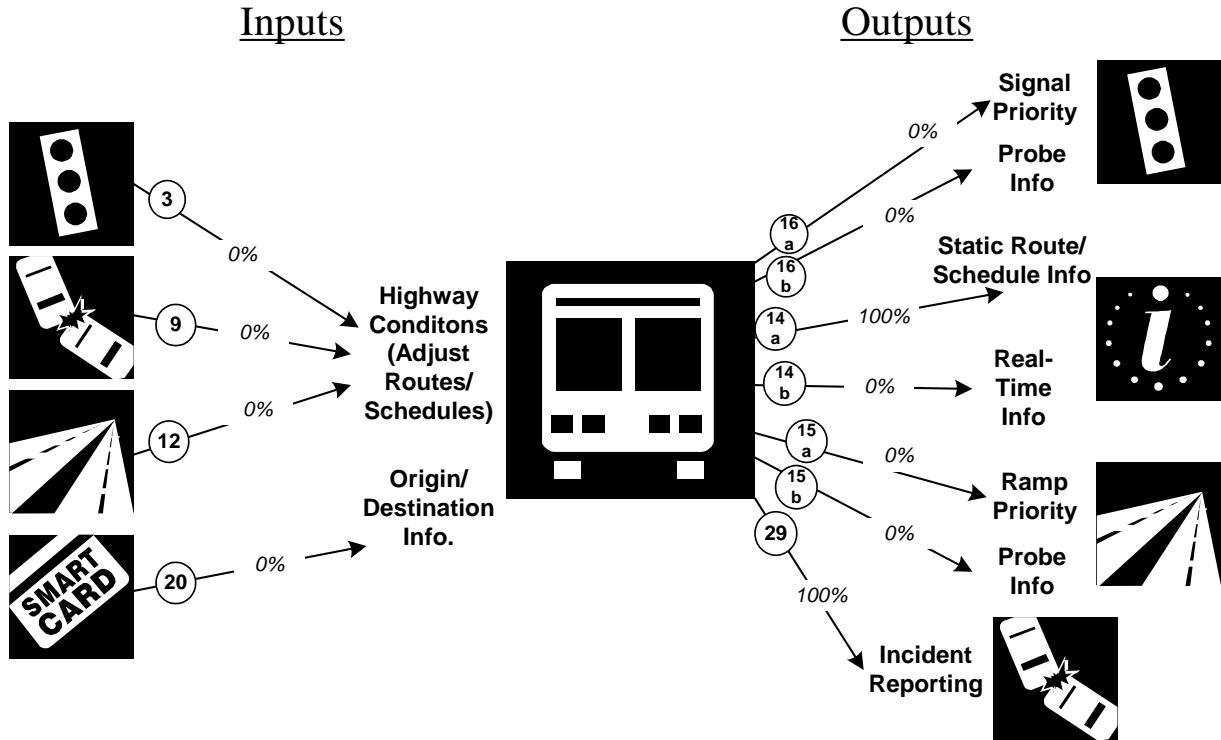 Inputs
Outputs
3
0%
9
0%
12
0%
SMART
CARD
20
0%
Highway
Conditons
(Adjust
Routes/
Schedules)
Origin/
Destination
Info.
16
a
0%
Signal
Priority
16
b
0%
Probe
Info
14
a
100%
Static Route/
Schedule Info
i
14
b
0%
Real-
Time
Info
15
a
0%
Ramp
Priority
15
b
0%
Probe
Info
29
100%
Incident
Reporting